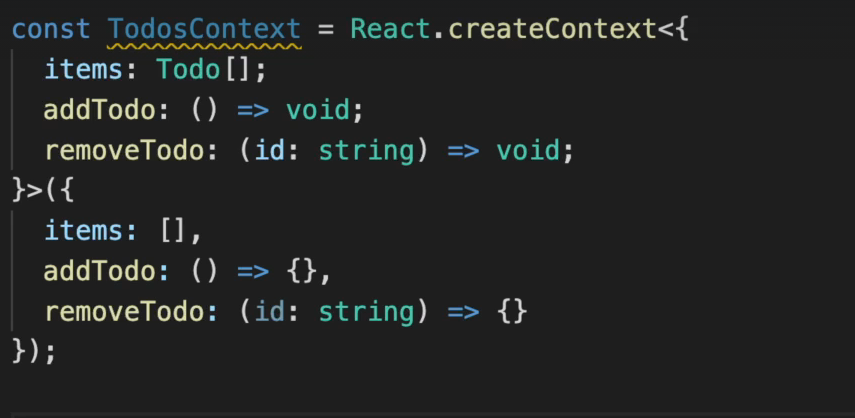 const TodosContext = React.createContext<{
  items: Todo[];
  addTodo: () => void;
  removeTodo: (id: string) => void;
}>({
  items: [],
  addTodo: () => {},
  removeTodo: (id: string) => {}
});